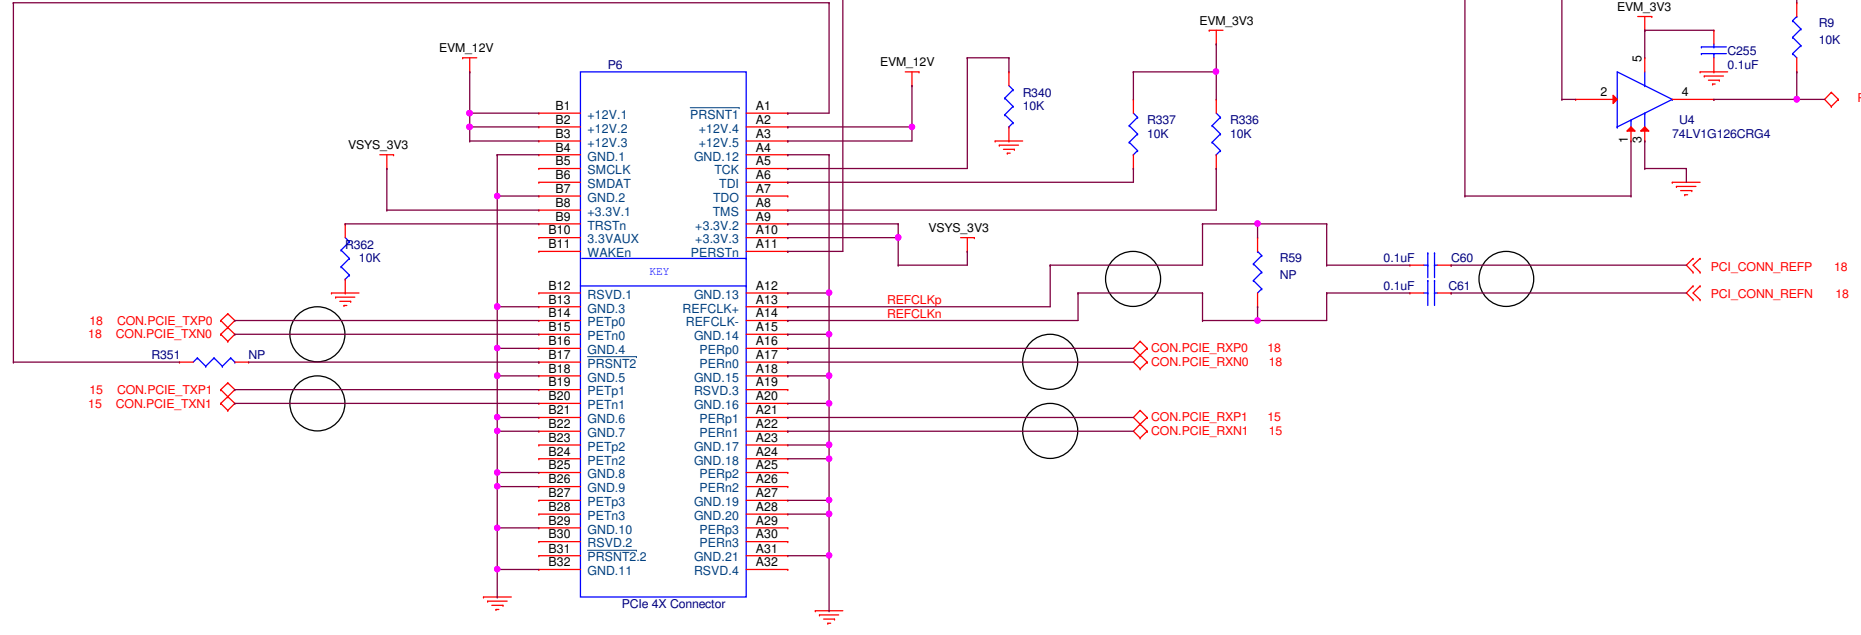 EVM_12V
P6
EVM_12V
EVM_3V3
EVM_3V3
R9
10K
C255
0.1uF
5
2
4
1
3
U4
74LV1G126CRG4
R340
10K
R337
10K
R336
10K
VSYS_3V3
R362
10K
VSYS_3V3
B1 +12V.1 PRSNT1 A1
B2 +12V.2 +12V.4 A2
B3 +12V.3 +12V.5 A3
B4 GND.1 GND.12 A4
B5 SMCLK TCK A5
B6 SMDAT TDI A6
B7 GND.2 TDO A7
B8 +3.3V.1 TMS A8
B9 TRSTn +3.3V.2 A9
B10 3.3VAUX +3.3V.3 A10
B11 WAKEn PERSTn A11
KEY
B12 RSVD.1 GND.13 A12
B13 GND.3 REFCLK+ A13 REFCLKp
B14 PETp0 REFCLK- A14 REFCLKn
B15 PETn0 GND.14 A15
B16 GND.4 PERp0 A16
B17 PRSNT2 PERn0 A17
B18 GND.5 GND.15 A18
B19 PETp1 RSVD.3 A19
B20 PETn1 GND.16 A20
B21 GND.6 PERp1 A21
B22 GND.7 PERn1 A22
B23 PETp2 GND.17 A23
B24 PETn2 GND.18 A24
B25 GND.8 PERp2 A25
B26 GND.9 PERn2 A26
B27 PETp3 GND.19 A27
B28 PETn3 GND.20 A28
B29 GND.10 PERp3 A29
B30 RSVD.2 PERn3 A30
B31 PRSNT2.2 GND.21 A31
B32 GND.11 RSVD.4 A32
PCIe 4X Connector
18 CON.PCIE_TXP0
18 CON.PCIE_TXN0
R351 NP
15 CON.PCIE_TXP1
15 CON.PCIE_TXN1
R59
NP
0.1uF C60
0.1uF C61
PCI_CONN_REFP 18
PCI_CONN_REFN 18
CON.PCIE_RXP0 18
CON.PCIE_RXN0 18
CON.PCIE_RXP1 15
CON.PCIE_RXN1 15